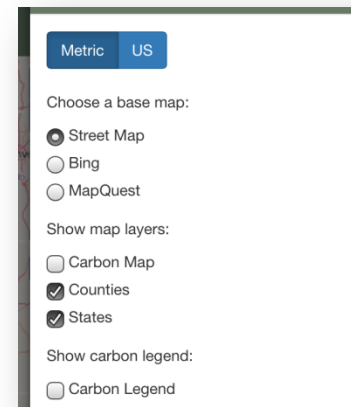 Metric US
Choose a base map:
Street Map
Bing
MapQuest
Show map layers:
Carbon Map
Counties
States
Show carbon legend:
Carbon Legend